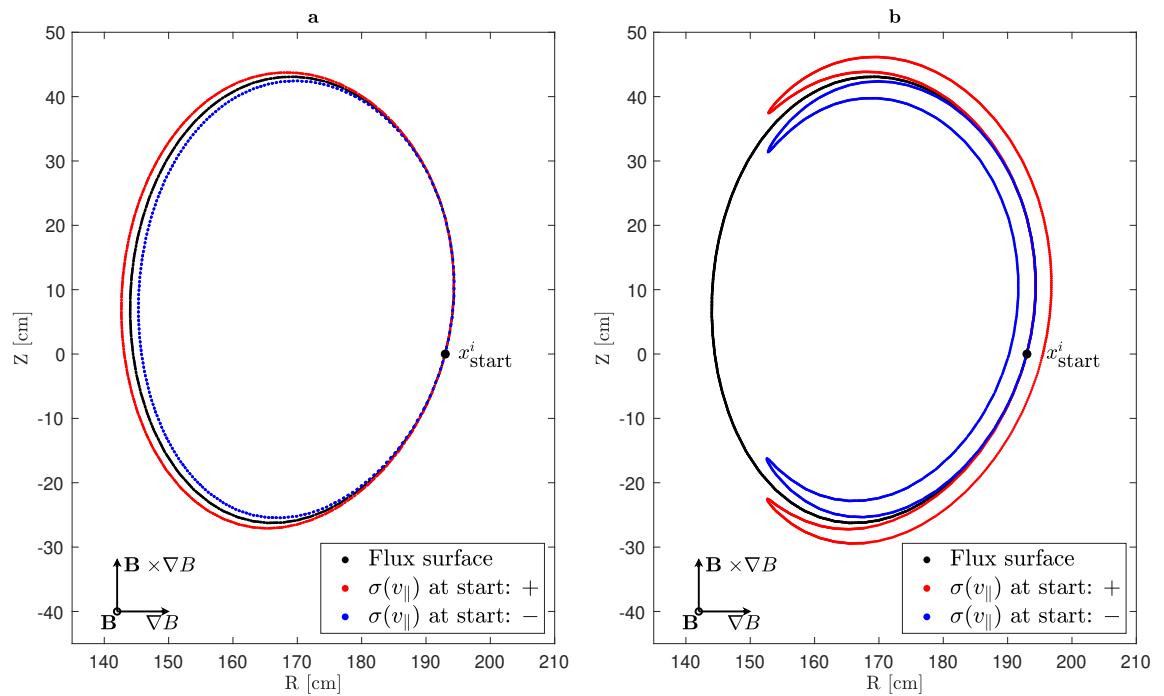 a
50
40
30
20
10
0
-10
-20
-30
-40
Z [cm]
140 150 160 170 180 190 200 210
R [cm]
x^i_start
B × ∇B
B ∇B
Flux surface
σ(v_∥) at start: +
σ(v_∥) at start: −
b
50
40
30
20
10
0
-10
-20
-30
-40
Z [cm]
140 150 160 170 180 190 200 210
R [cm]
x^i_start
B × ∇B
B ∇B
Flux surface
σ(v_∥) at start: +
σ(v_∥) at start: −